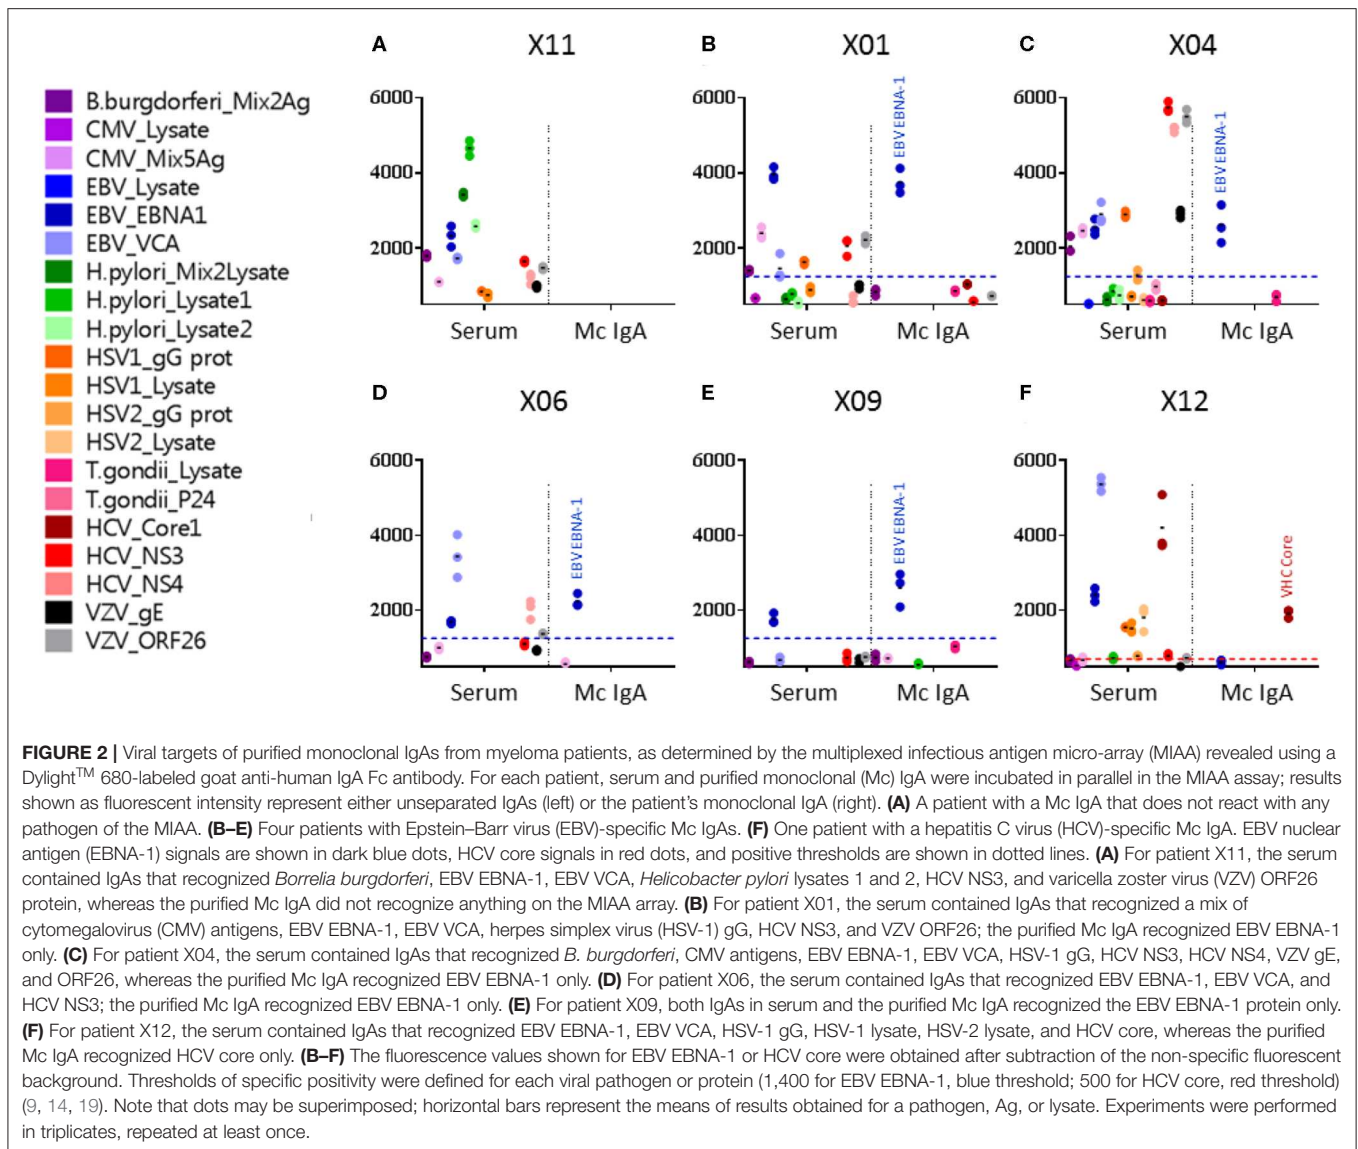 A
X11
B
X01
C
X04
B.burgdorferi_Mix2Ag
CMV_Lysate
CMV_Mix5Ag
EBV_Lysate
EBV_EBNA1
EBV_VCA
H.pylori_Mix2Lysate
H.pylori_Lysate1
H.pylori_Lysate2
HSV1_gG prot
HSV1_Lysate
HSV2_gG prot
HSV2_Lysate
T.gondii_Lysate
T.gondii_P24
HCV_Core1
HCV_NS3
HCV_NS4
VZV_gE
VZV_ORF26
6000
4000
2000
Serum
Mc IgA
6000
4000
2000
EBV EBNA-1
Serum
Mc IgA
6000
4000
2000
EBV EBNA-1
Serum
Mc IgA
D
X06
E
X09
F
X12
6000
4000
2000
EBV EBNA-1
Serum
Mc IgA
6000
4000
2000
EBV EBNA-1
Serum
Mc IgA
6000
4000
2000
VHC Core
Serum
Mc IgA
FIGURE 2 | Viral targets of purified monoclonal IgAs from myeloma patients, as determined by the multiplexed infectious antigen micro-array (MIAA) revealed using a
Dylight™ 680-labeled goat anti-human IgA Fc antibody. For each patient, serum and purified monoclonal (Mc) IgA were incubated in parallel in the MIAA assay; results
shown as fluorescent intensity represent either unseparated IgAs (left) or the patient's monoclonal IgA (right). (A) A patient with a Mc IgA that does not react with any
pathogen of the MIAA. (B–E) Four patients with Epstein–Barr virus (EBV)-specific Mc IgAs. (F) One patient with a hepatitis C virus (HCV)-specific Mc IgA. EBV nuclear
antigen (EBNA-1) signals are shown in dark blue dots, HCV core signals in red dots, and positive thresholds are shown in dotted lines. (A) For patient X11, the serum
contained IgAs that recognized Borrelia burgdorferi, EBV EBNA-1, EBV VCA, Helicobacter pylori lysates 1 and 2, HCV NS3, and varicella zoster virus (VZV) ORF26
protein, whereas the purified Mc IgA did not recognize anything on the MIAA array. (B) For patient X01, the serum contained IgAs that recognized a mix of
cytomegalovirus (CMV) antigens, EBV EBNA-1, EBV VCA, herpes simplex virus (HSV-1) gG, HCV NS3, and VZV ORF26; the purified Mc IgA recognized EBV EBNA-1
only. (C) For patient X04, the serum contained IgAs that recognized B. burgdorferi, CMV antigens, EBV EBNA-1, EBV VCA, HSV-1 gG, HCV NS3, HCV NS4, VZV gE,
and ORF26, whereas the purified Mc IgA recognized EBV EBNA-1 only. (D) For patient X06, the serum contained IgAs that recognized EBV EBNA-1, EBV VCA, and
HCV NS3; the purified Mc IgA recognized EBV EBNA-1 only. (E) For patient X09, both IgAs in serum and the purified Mc IgA recognized the EBV EBNA-1 protein only.
(F) For patient X12, the serum contained IgAs that recognized EBV EBNA-1, EBV VCA, HSV-1 gG, HSV-1 lysate, HSV-2 lysate, and HCV core, whereas the purified
Mc IgA recognized HCV core only. (B–F) The fluorescence values shown for EBV EBNA-1 or HCV core were obtained after subtraction of the non-specific fluorescent
background. Thresholds of specific positivity were defined for each viral pathogen or protein (1,400 for EBV EBNA-1, blue threshold; 500 for HCV core, red threshold)
(9, 14, 19). Note that dots may be superimposed; horizontal bars represent the means of results obtained for a pathogen, Ag, or lysate. Experiments were performed
in triplicates, repeated at least once.